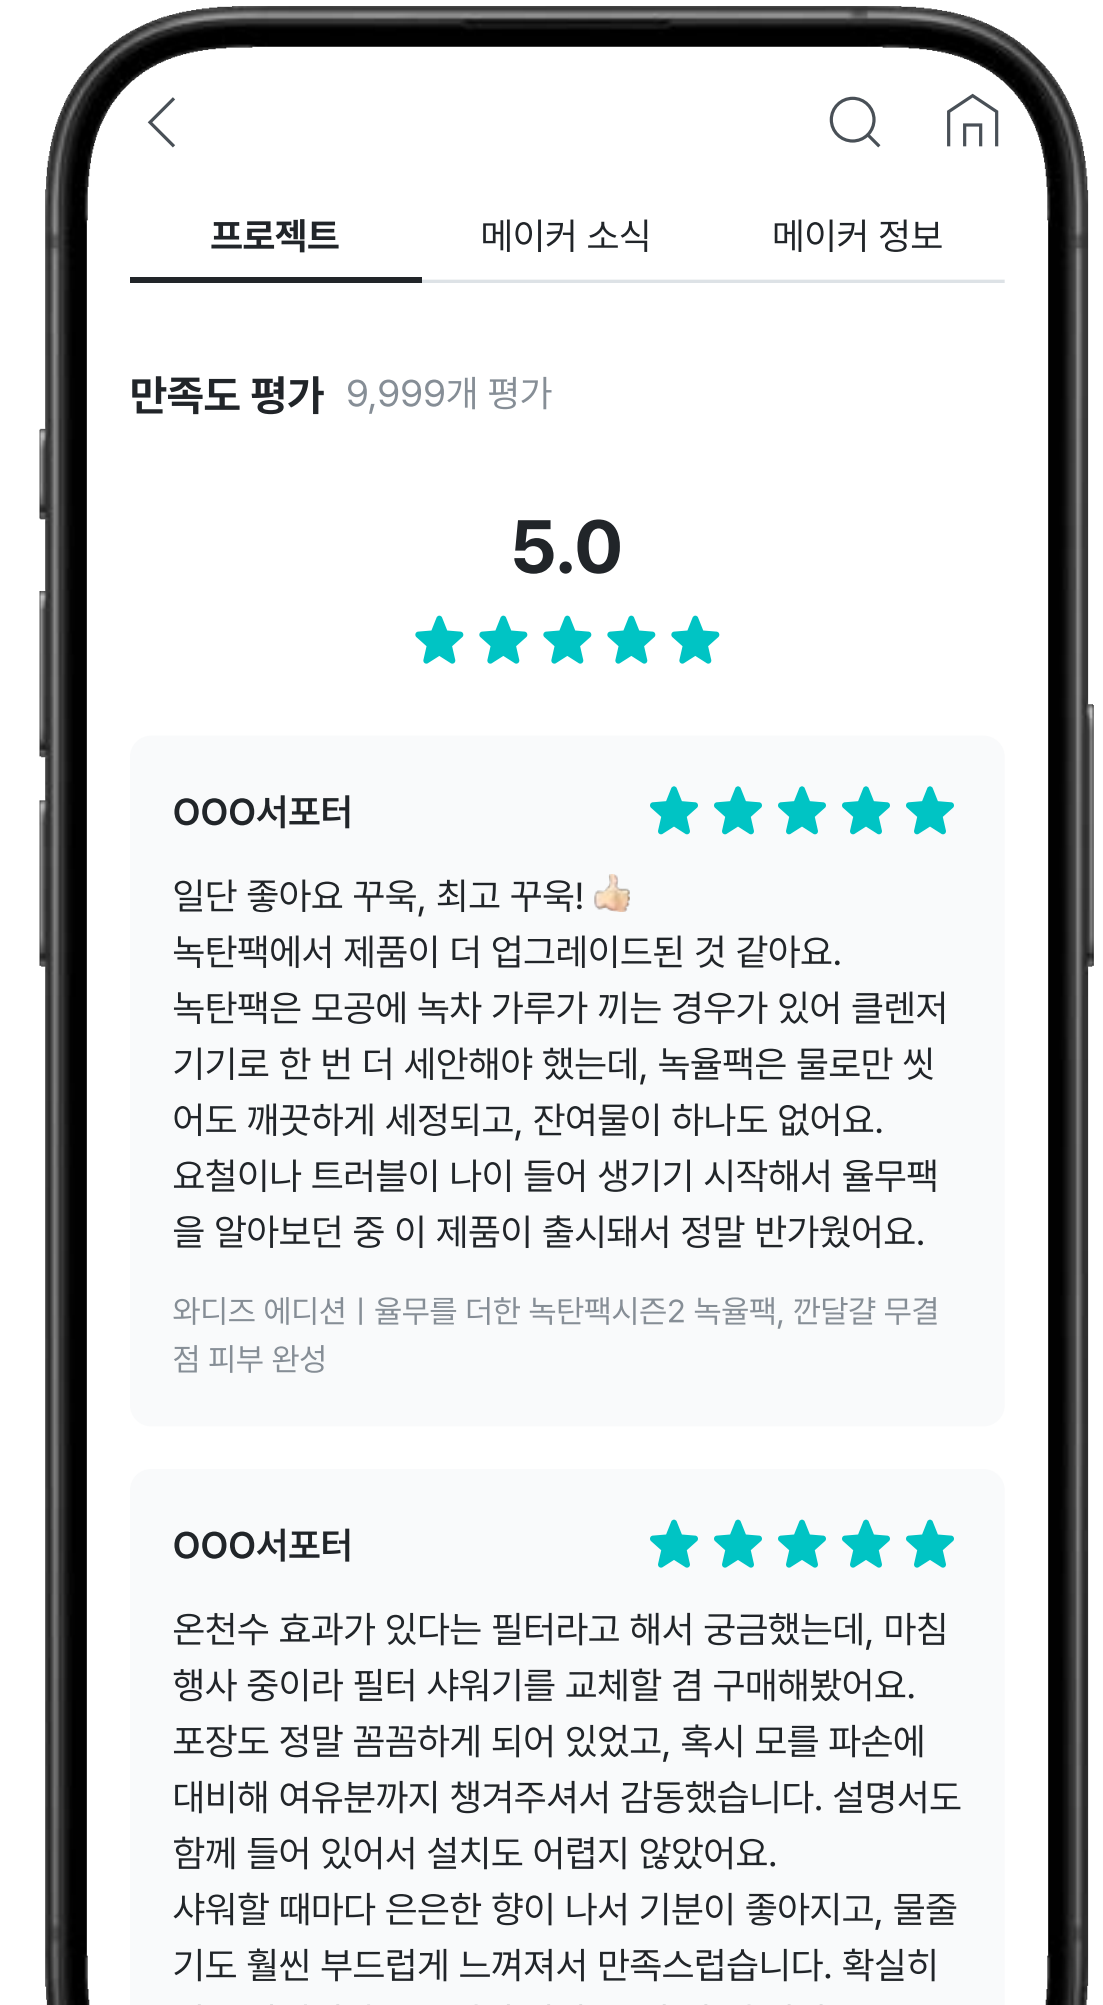 프로젝트 메이커 소식 메이커 정보
만족도 평가 9,999개 평가
5.0
OOO서포터
일단 좋아요 꾸욱, 최고 꾸욱! 👍🏻
녹탄팩에서 제품이 더 업그레이드된 것 같아요.
녹탄팩은 모공에 녹차 가루가 끼는 경우가 있어 클렌저
기기로 한 번 더 세안해야 했는데, 녹율팩은 물로만 씻
어도 깨끗하게 세정되고, 잔여물이 하나도 없어요.
요철이나 트러블이 나이 들어 생기기 시작해서 율무팩
을 알아보던 중 이 제품이 출시돼서 정말 반가웠어요.
와디즈 에디션ㅣ율무를 더한 녹탄팩시즌2 녹율팩, 깐달걀 무결
점 피부 완성
OOO서포터
온천수 효과가 있다는 필터라고 해서 궁금했는데, 마침
행사 중이라 필터 샤워기를 교체할 겸 구매해봤어요.
포장도 정말 꼼꼼하게 되어 있었고, 혹시 모를 파손에
대비해 여유분까지 챙겨주셔서 감동했습니다. 설명서도
함께 들어 있어서 설치도 어렵지 않았어요.
샤워할 때마다 은은한 향이 나서 기분이 좋아지고, 물줄
기도 훨씬 부드럽게 느껴져서 만족스럽습니다. 확실히